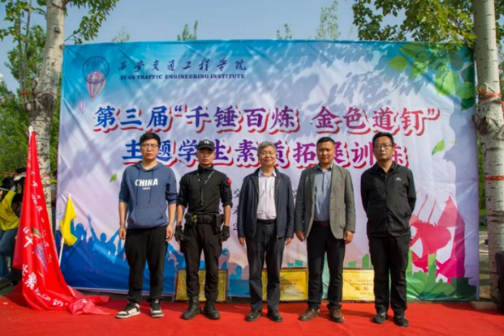 西安交通工程学院
XI'AN TRAFFIC ENGINEERING INSTITUTE
第三届“千锤百炼 金色道钉”
主题学生素质拓展训练
CHINA